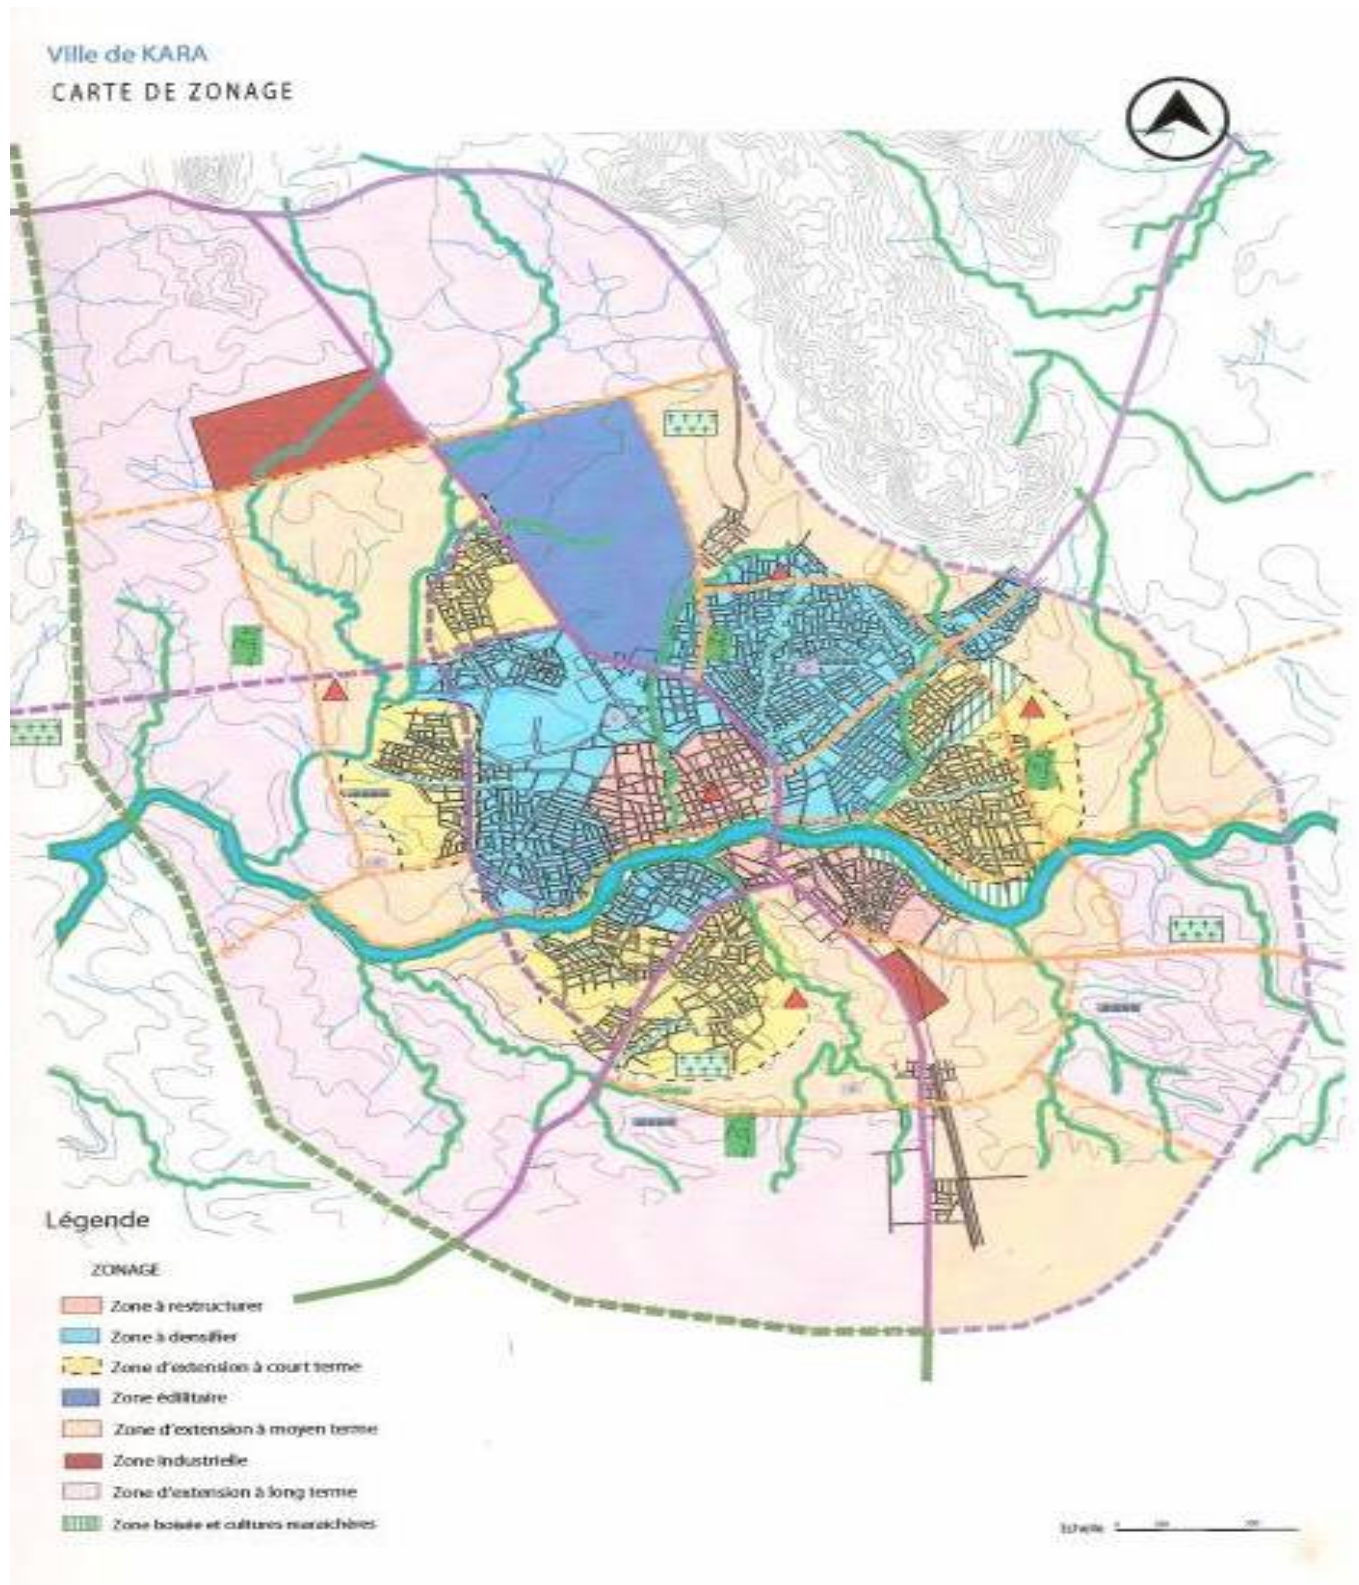 Ville de KARA
CARTE DE ZONAGE
Légende
ZONAGE
Zone à restructurer
Zone à densifier
Zone d'extension à court terme
Zone édilitaire
Zone d'extension à moyen terme
Zone industrielle
Zone d'extension à long terme
Zone boisée et cultures maraichères
Echelle